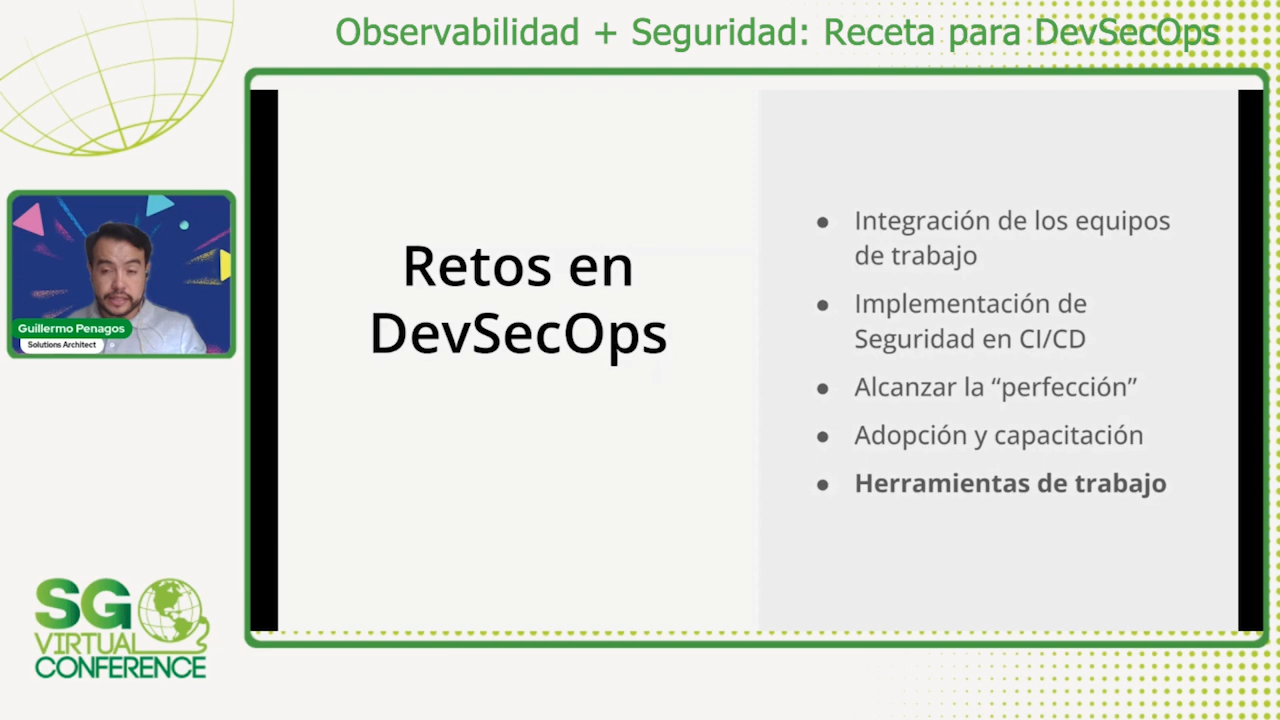 Observabilidad + Seguridad: Receta para DevSecOps
Retos en
DevSecOps
● Integración de los equipos
de trabajo
● Implementación de
Seguridad en CI/CD
● Alcanzar la “perfección”
● Adopción y capacitación
● Herramientas de trabajo
Guillermo Penagos
Solutions Architect
SG
VIRTUAL
CONFERENCE